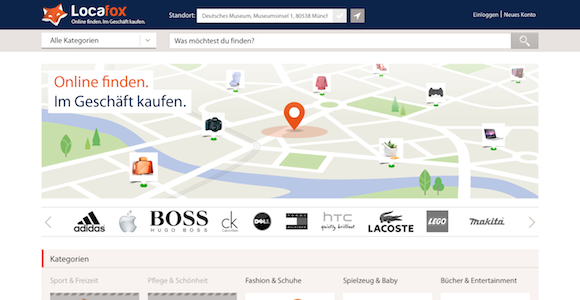 Locafox
Online finden. Im Geschäft kaufen.
Standort:
Deutsches Museum, Museumsinsel 1, 80538 Münch
Einloggen | Neues Konto
Alle Kategorien
Was möchtest du finden?
Online finden.
Im Geschäft kaufen.
adidas
BOSS
HUGO BOSS
ck
DELL
hTC
quietly brilliant
LACOSTE
LEGO
makita
Kategorien
Sport & Freizeit
Pflege & Schönheit
Fashion & Schuhe
Spielzeug & Baby
Bücher & Entertainment